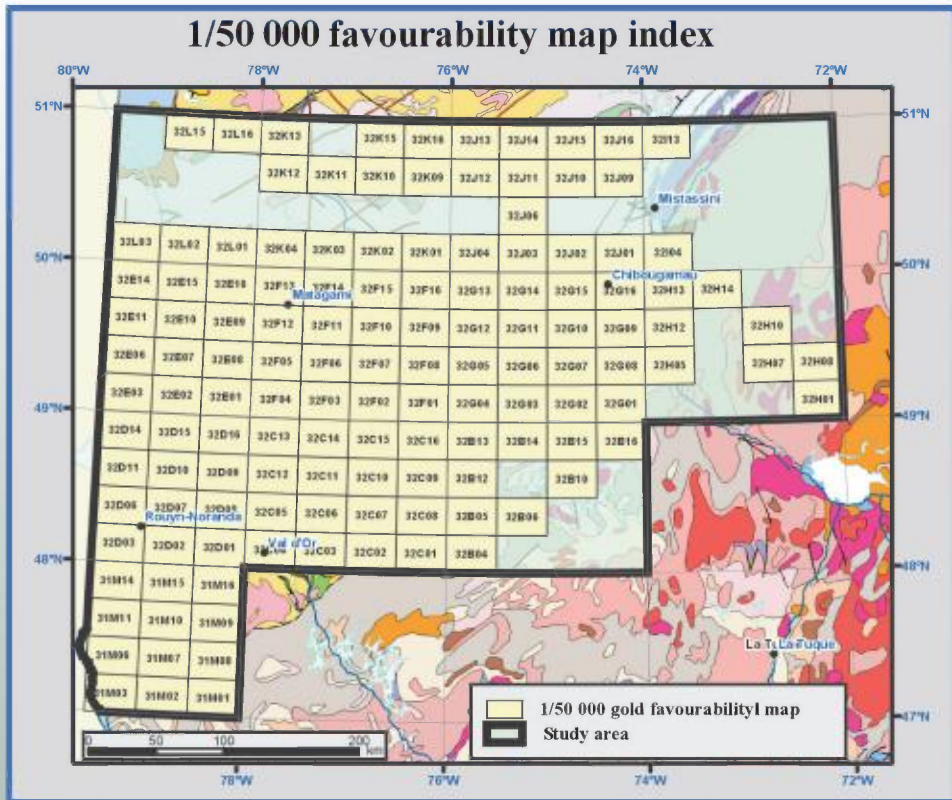 1/50 000 favourability map index
80°W 78°W 76°W 74°W 72°W
51°N 51°N
32L15 32L16 32K13 32K15 32K16 32J13 32J14 32J15 32J16 32I13
32K12 32K11 32K10 32K09 32J12 32J11 32J10 32J09
Mistassini
32J06
50°N 50°N
32L03 32L02 32L01 32K04 32K03 32K02 32K01 32J04 32J03 32J02 32J01 32I04
Chibougamau
32E14 32E15 32E16 32F13 32F14 32F15 32F16 32G13 32G14 32G15 32G16 32H13 32H14
Matagami
32E11 32E10 32E09 32F12 32F11 32F10 32F09 32G12 32G11 32G10 32G09 32H12 32H10
32E06 32E07 32E08 32F05 32F06 32F07 32F08 32G05 32G06 32G07 32G08 32H05 32H07 32H08
32E03 32E02 32E01 32F04 32F03 32F02 32F01 32G04 32G03 32G02 32G01 32H01
49°N 49°N
32D14 32D15 32D16 32C13 32C14 32C15 32C16 32B13 32B14 32B15 32B16
32D11 32D10 32D09 32C12 32C11 32C10 32C09 32B12 32B10
32D06 32D07 32C05 32C06 32C07 32C08 32B05 32B06
Rouyn-Noranda
32D03 32D02 32D01 Val d'Or 32C03 32C02 32C01 32B04
48°N 48°N
31M14 31M15 31M16
31M11 31M10 31M09
La Tuque
31M06 31M07 31M08
31M03 31M02 31M01
47°N
1/50 000 gold favourabilityl map
Study area
0 50 100 200
km
78°W 76°W 74°W 72°W